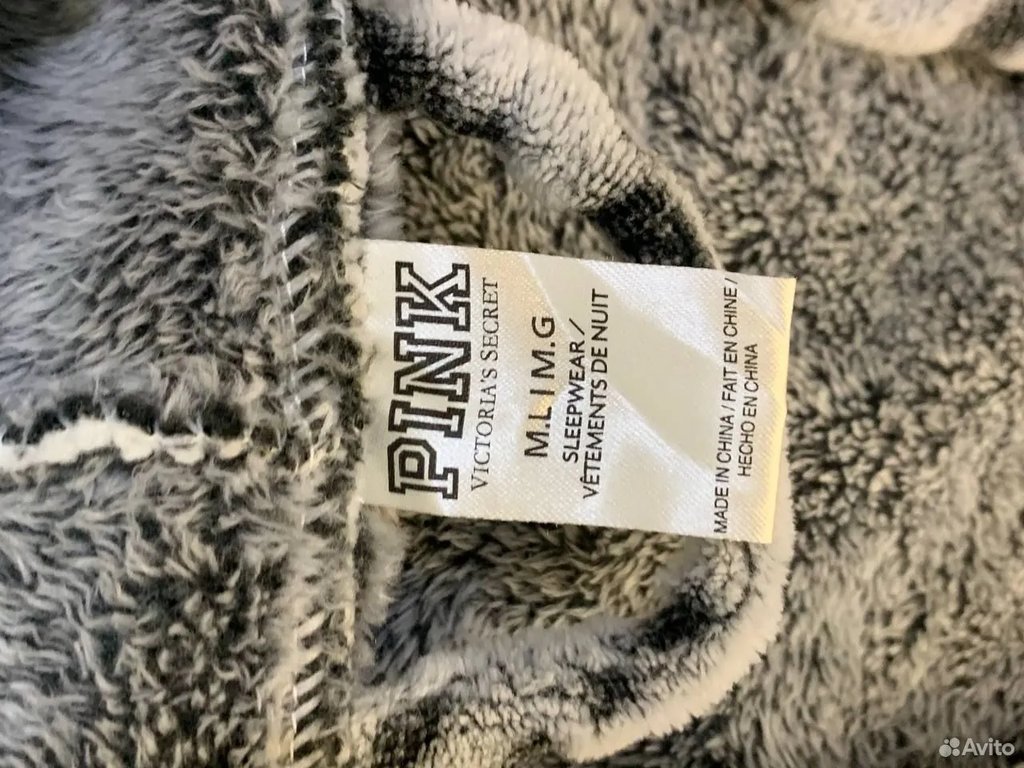 PINK
VICTORIA'S SECRET
M.L | M.G
SLEEPWEAR /
VÊTEMENTS DE NUIT
MADE IN CHINA / FAIT EN CHINE /
HECHO EN CHINA
Avito